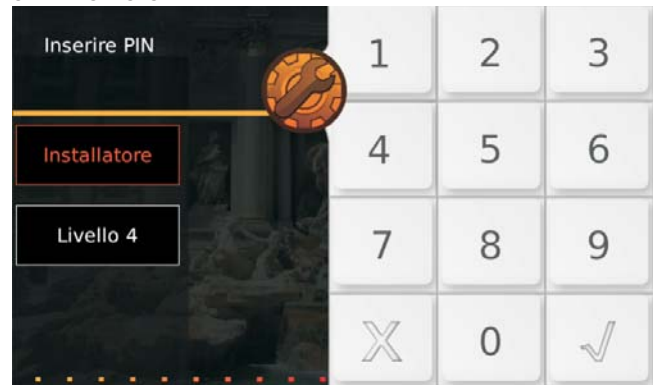 Inserire PIN
Installatore
Livello 4
1 2 3
4 5 6
7 8 9
X 0 √